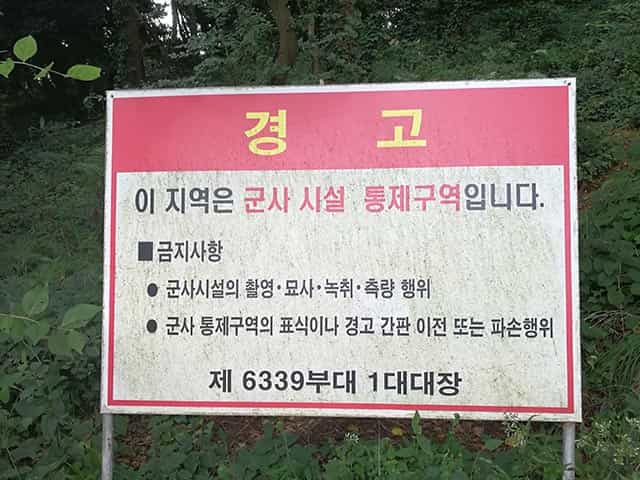 경 고
이 지역은 군사 시설 통제구역입니다.
■ 금지사항
● 군사시설의 촬영·묘사·녹취·측량 행위
● 군사 통제구역의 표식이나 경고 간판 이전 또는 파손행위
제 6339부대 1대대장